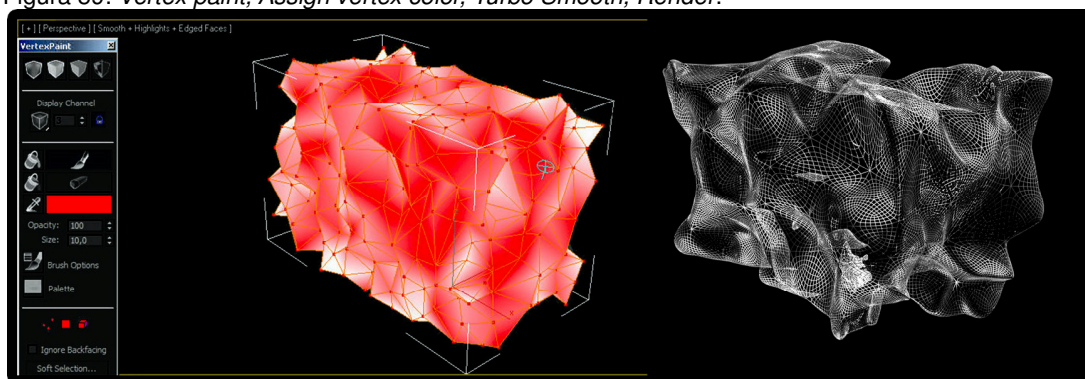 Figura 30: Vertex paint, Assign vertex color, Turbo Smooth, Render.
[ + ] [ Perspective ] [ Smooth + Highlights + Edged Faces ]
VertexPaint
Display Channel
Opacity: 100
Size: 10,0
Brush Options
Palette
Ignore Backfacing
Soft Selection...